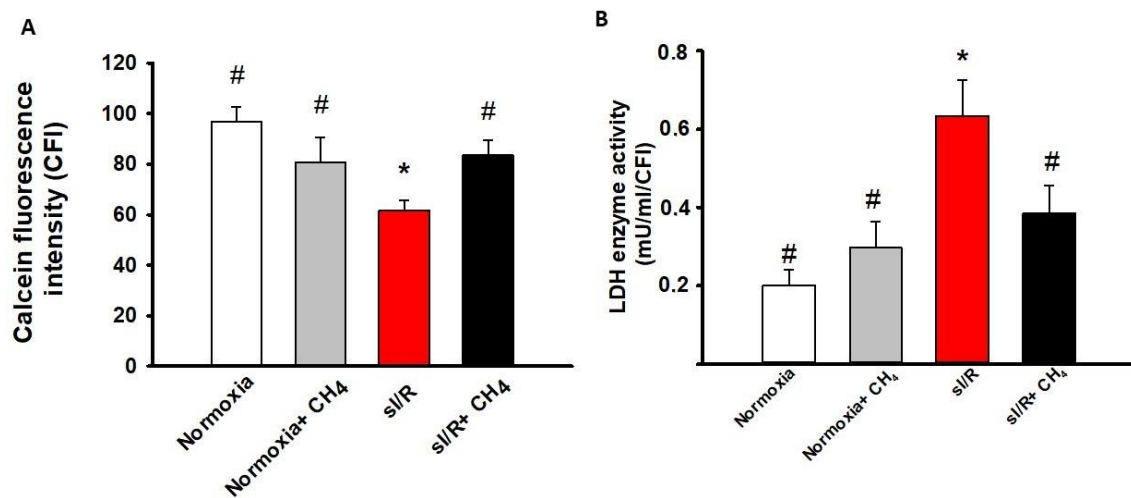 A
Calcein fluorescence
intensity (CFI)
120
100
80
60
40
20
0
#
#
*
#
Normoxia
Normoxia+ CH4
sI/R
sI/R+ CH4
B
LDH enzyme activity
(mU/ml/CFI)
0.8
0.6
0.4
0.2
#
#
*
#
Normoxia
Normoxia+ CH4
sI/R
sI/R+ CH4